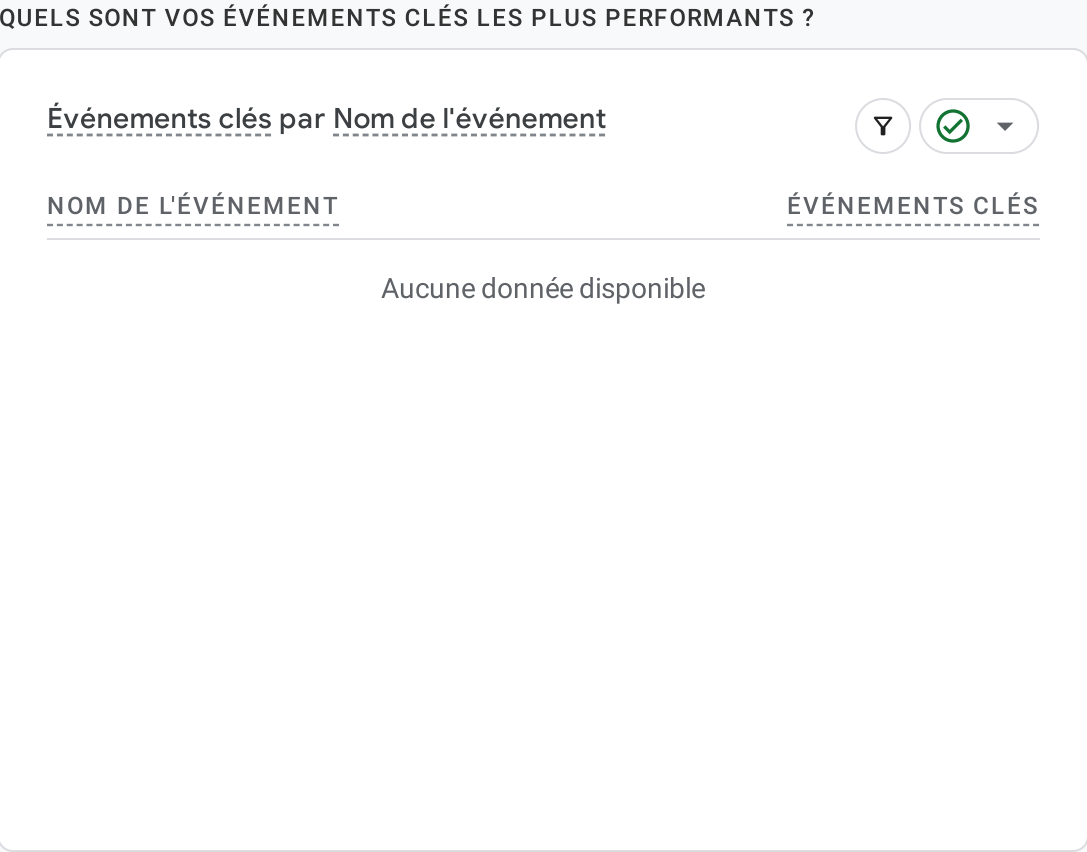 QUELS SONT VOS ÉVÉNEMENTS CLÉS LES PLUS PERFORMANTS ?
Événements clés par Nom de l'événement
NOM DE L'ÉVÉNEMENT ÉVÉNEMENTS CLÉS
Aucune donnée disponible